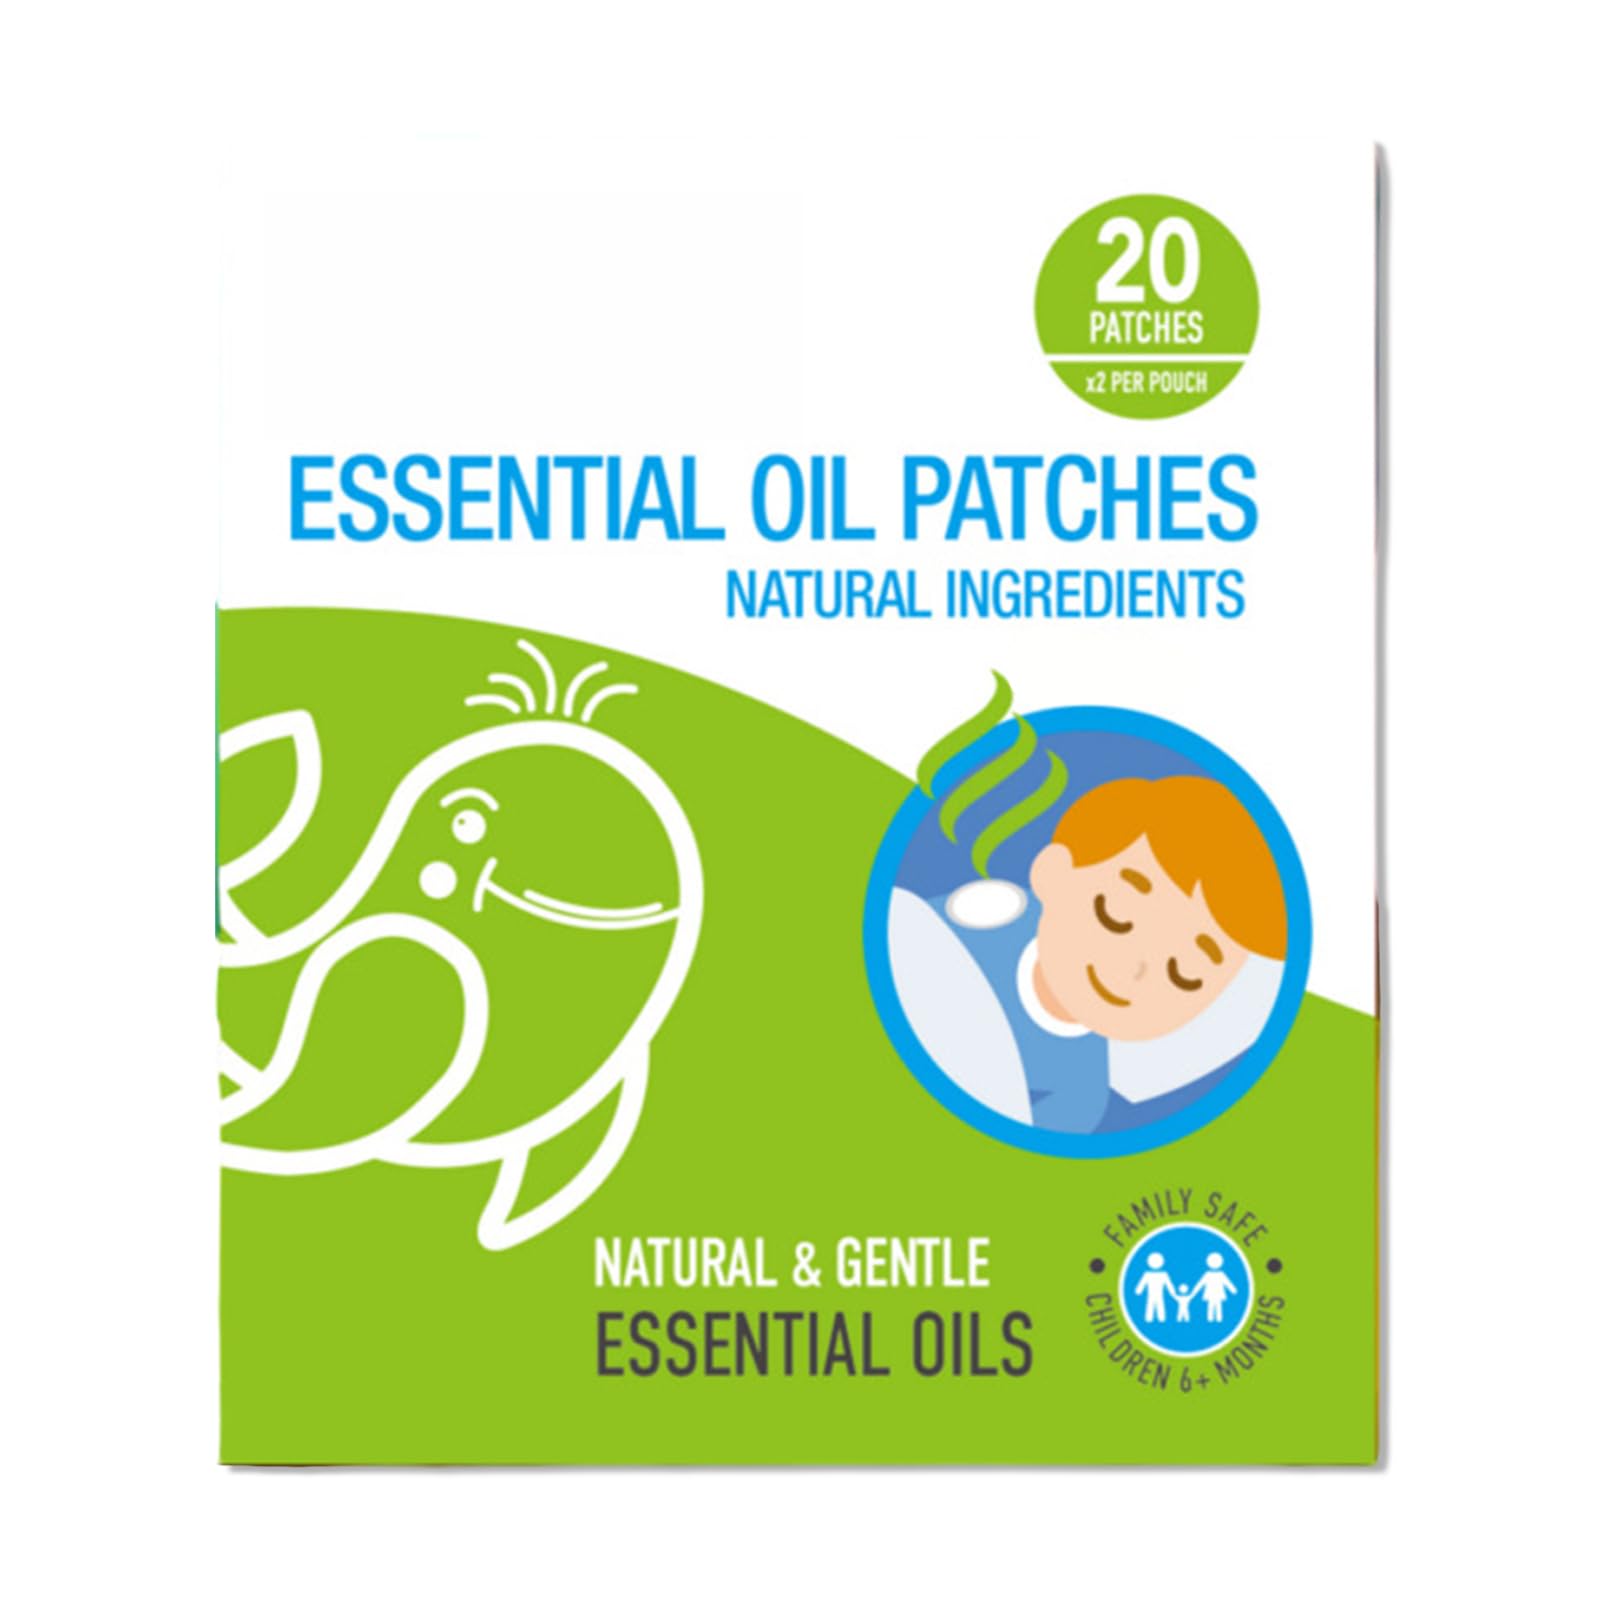 20
PATCHES
x2 PER POUCH
ESSENTIAL OIL PATCHES
NATURAL INGREDIENTS
NATURAL & GENTLE
ESSENTIAL OILS
FAMILY SAFE
CHILDREN 6+ MONTHS